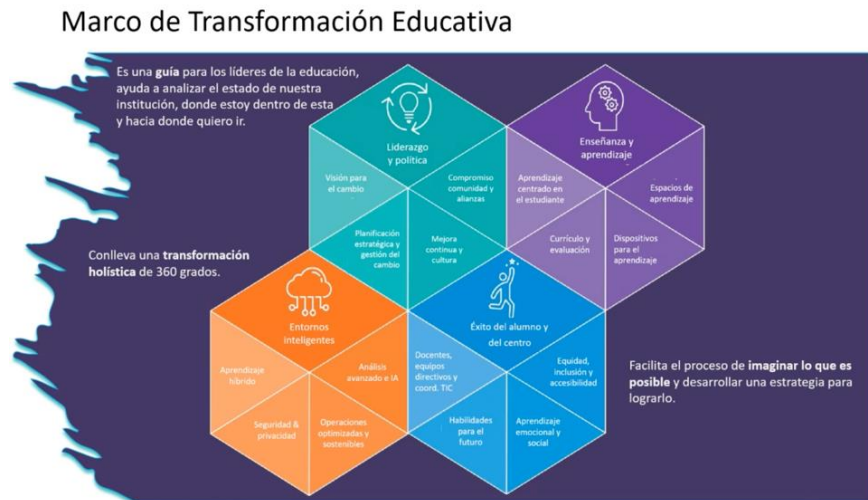 Marco de Transformación Educativa
Es una guía para los líderes de la educación,
ayuda a analizar el estado de nuestra
institución, donde estoy dentro de esta
y hacia donde quiero ir.
Liderazgo
y política
Visión para
el cambio
Compromiso
comunidad y
alianzas
Planificación
estratégica y
gestión del
cambio
Mejora
continua y
cultura
Enseñanza y
aprendizaje
Aprendizaje
centrado en
el estudiante
Espacios de
aprendizaje
Currículo y
evaluación
Dispositivos
para el
aprendizaje
Conlleva una transformación
holística de 360 grados.
Entornos
inteligentes
Aprendizaje
híbrido
Análisis
avanzado e IA
Seguridad &
privacidad
Operaciones
optimizadas y
sostenibles
Éxito del alumno y
del centro
Docentes,
equipos
directivos y
coord. TIC
Equidad,
inclusión y
accesibilidad
Habilidades
para el
futuro
Aprendizaje
emocional y
social
Facilita el proceso de imaginar lo que es
posible y desarrollar una estrategia para
lograrlo.